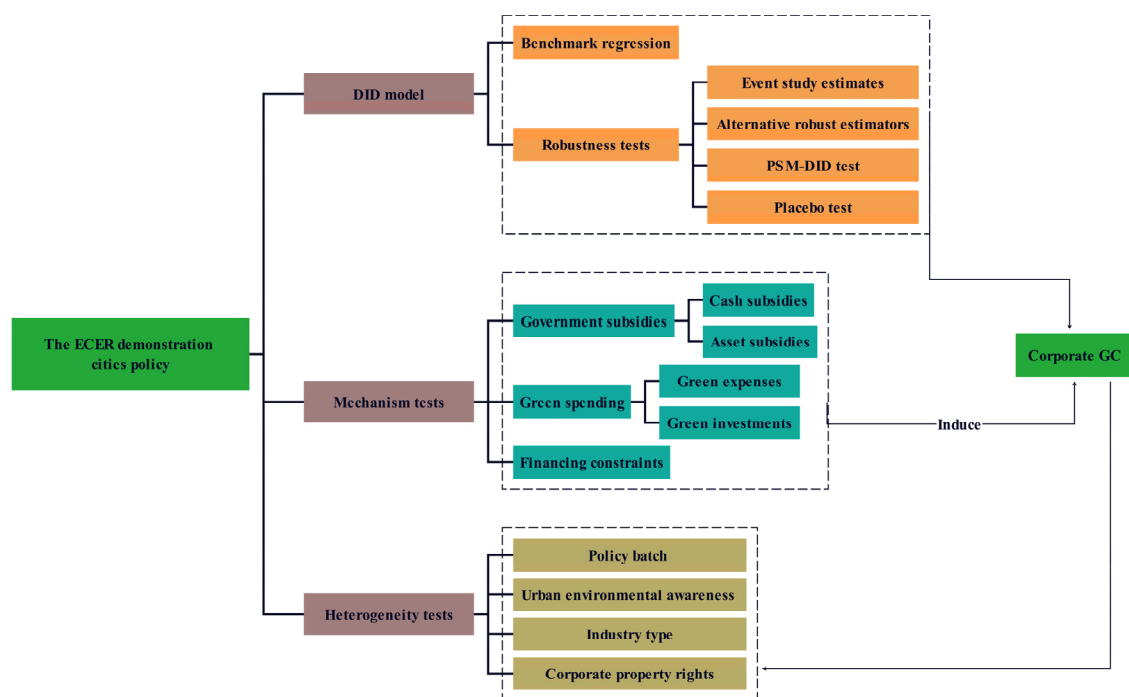 Benchmark regression
Event study estimates
DID model
Alternative robust estimators
Robustness tests
PSM-DID test
Placebo test
Cash subsidies
Government subsidies
Asset subsidies
The ECER demonstration
citics policy
Corporate GC
Green expenses
Mechanism tests
Green spending
Green investments
Induce
Financing constraints
Policy batch
Urban environmental awareness
Heterogeneity tests
Industry type
Corporate property rights